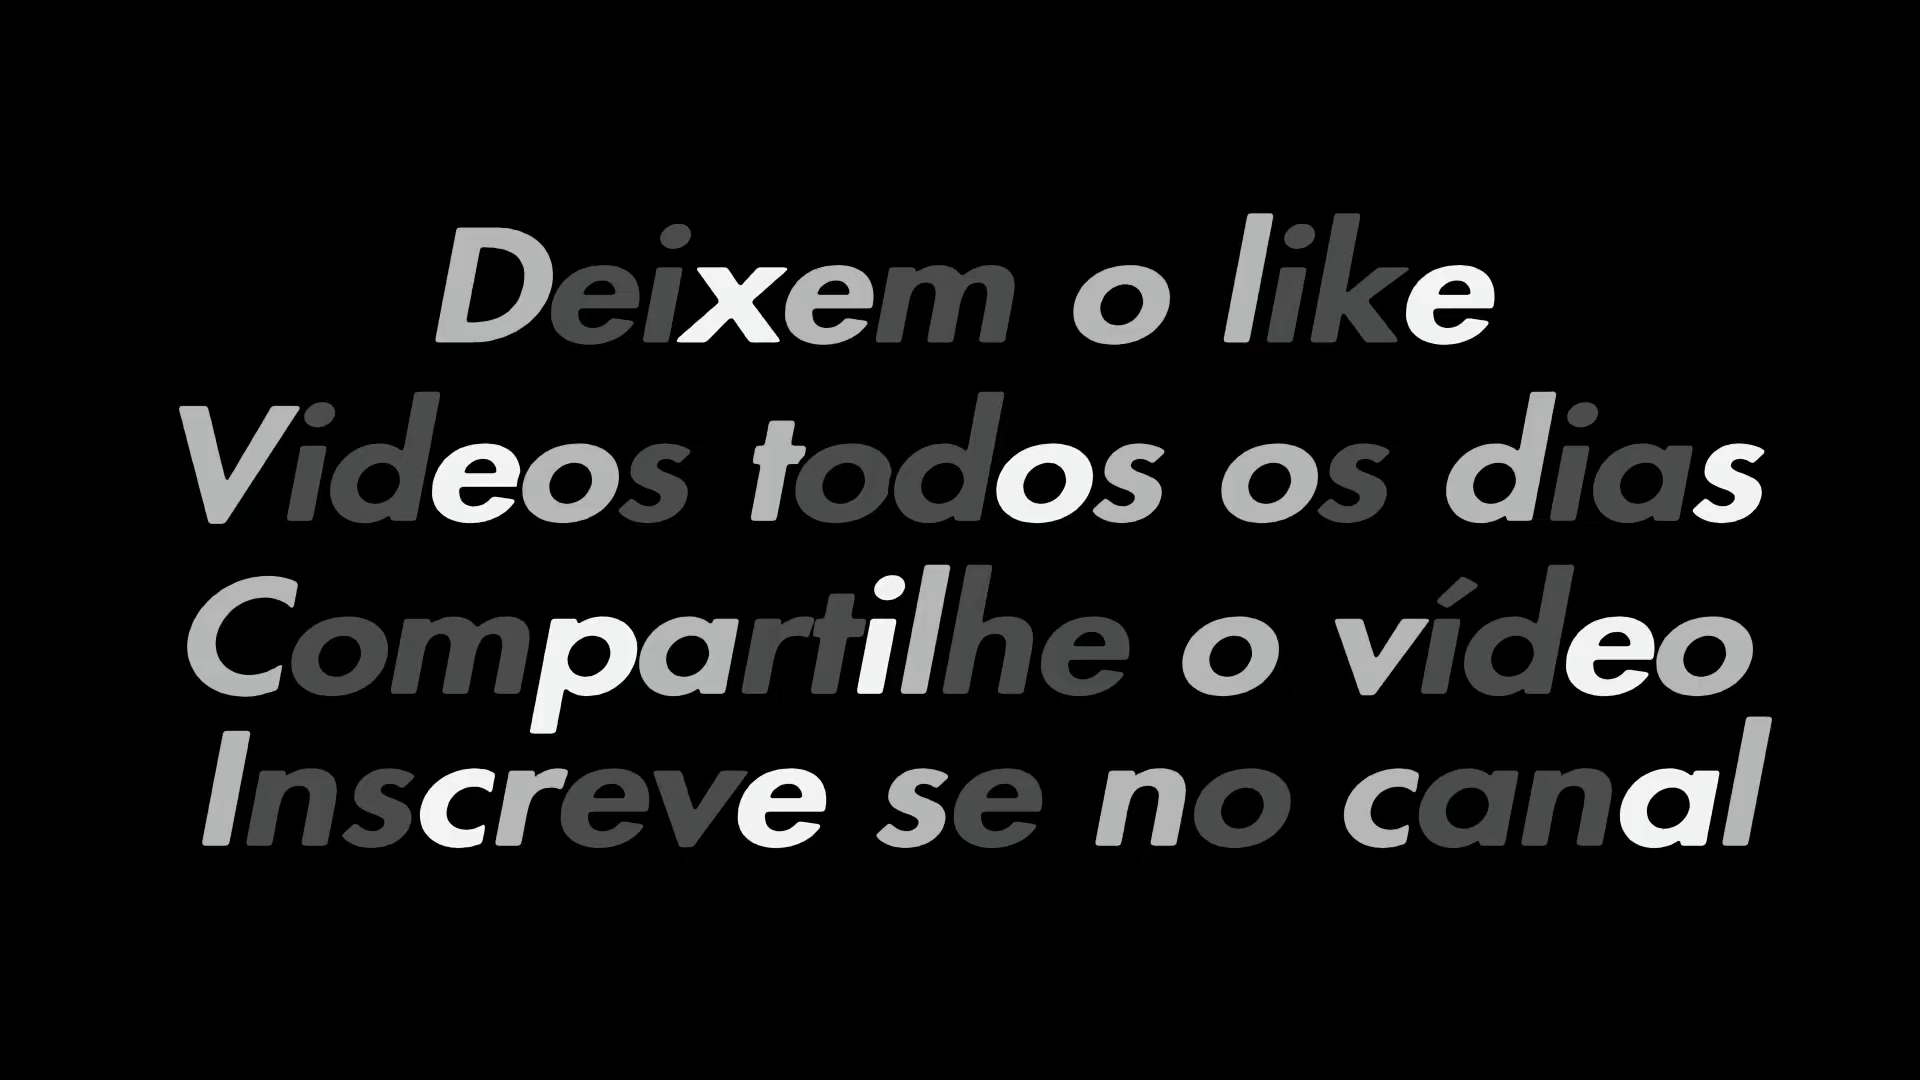 Deixem o like
Videos todos os dias
Compartilhe o vídeo
Inscreve se no canal